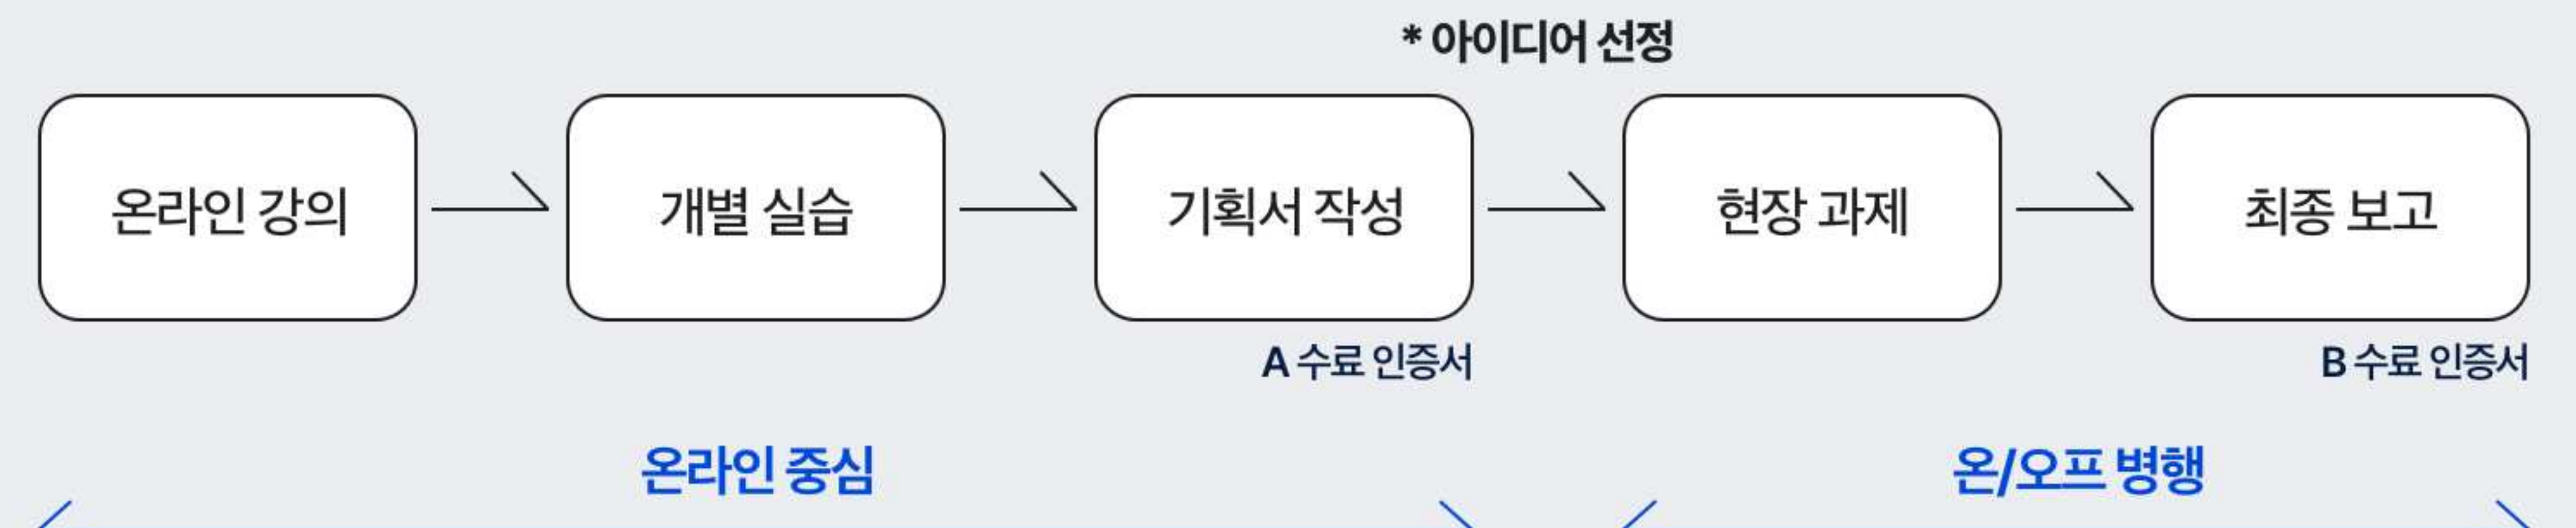 * 아이디어 선정
온라인 강의
개별 실습
기획서 작성
현장 과제
최종 보고
A 수료 인증서
B 수료 인증서
온라인 중심
온/오프 병행